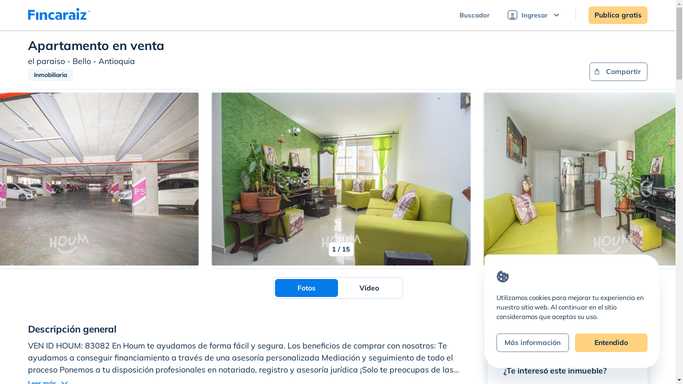 Fincaraiz
Buscador
Ingresar
Publica gratis
Apartamento en venta
el paraiso - Bello - Antioquia
Inmobiliaria
Compartir
P5
HOUM
HOUM
HOUM
1 / 15
Fotos
Video
Utilizamos cookies para mejorar tu experiencia en
nuestro sitio web. Al continuar en el sitio
consideramos que aceptas su uso.
Más información
Entendido
Descripción general
VEN ID HOUM: 83082 En Houm te ayudamos de forma fácil y segura. Los beneficios de comprar con nosotros: Te
ayudamos a conseguir financiamiento a través de una asesoría personalizada Mediación y seguimiento de todo el
proceso Ponemos a tu disposición profesionales en notariado, registro y asesoría jurídica ¡Solo te preocupas de las...
Leer más
¿Te interesó este inmueble?